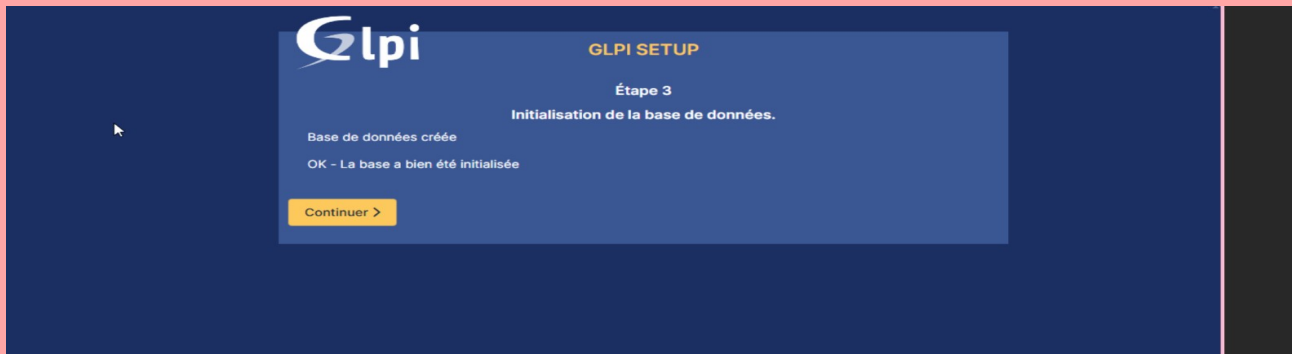 Glpi
GLPI SETUP
Étape 3
Initialisation de la base de données.
Base de données créée
OK - La base a bien été initialisée
Continuer >